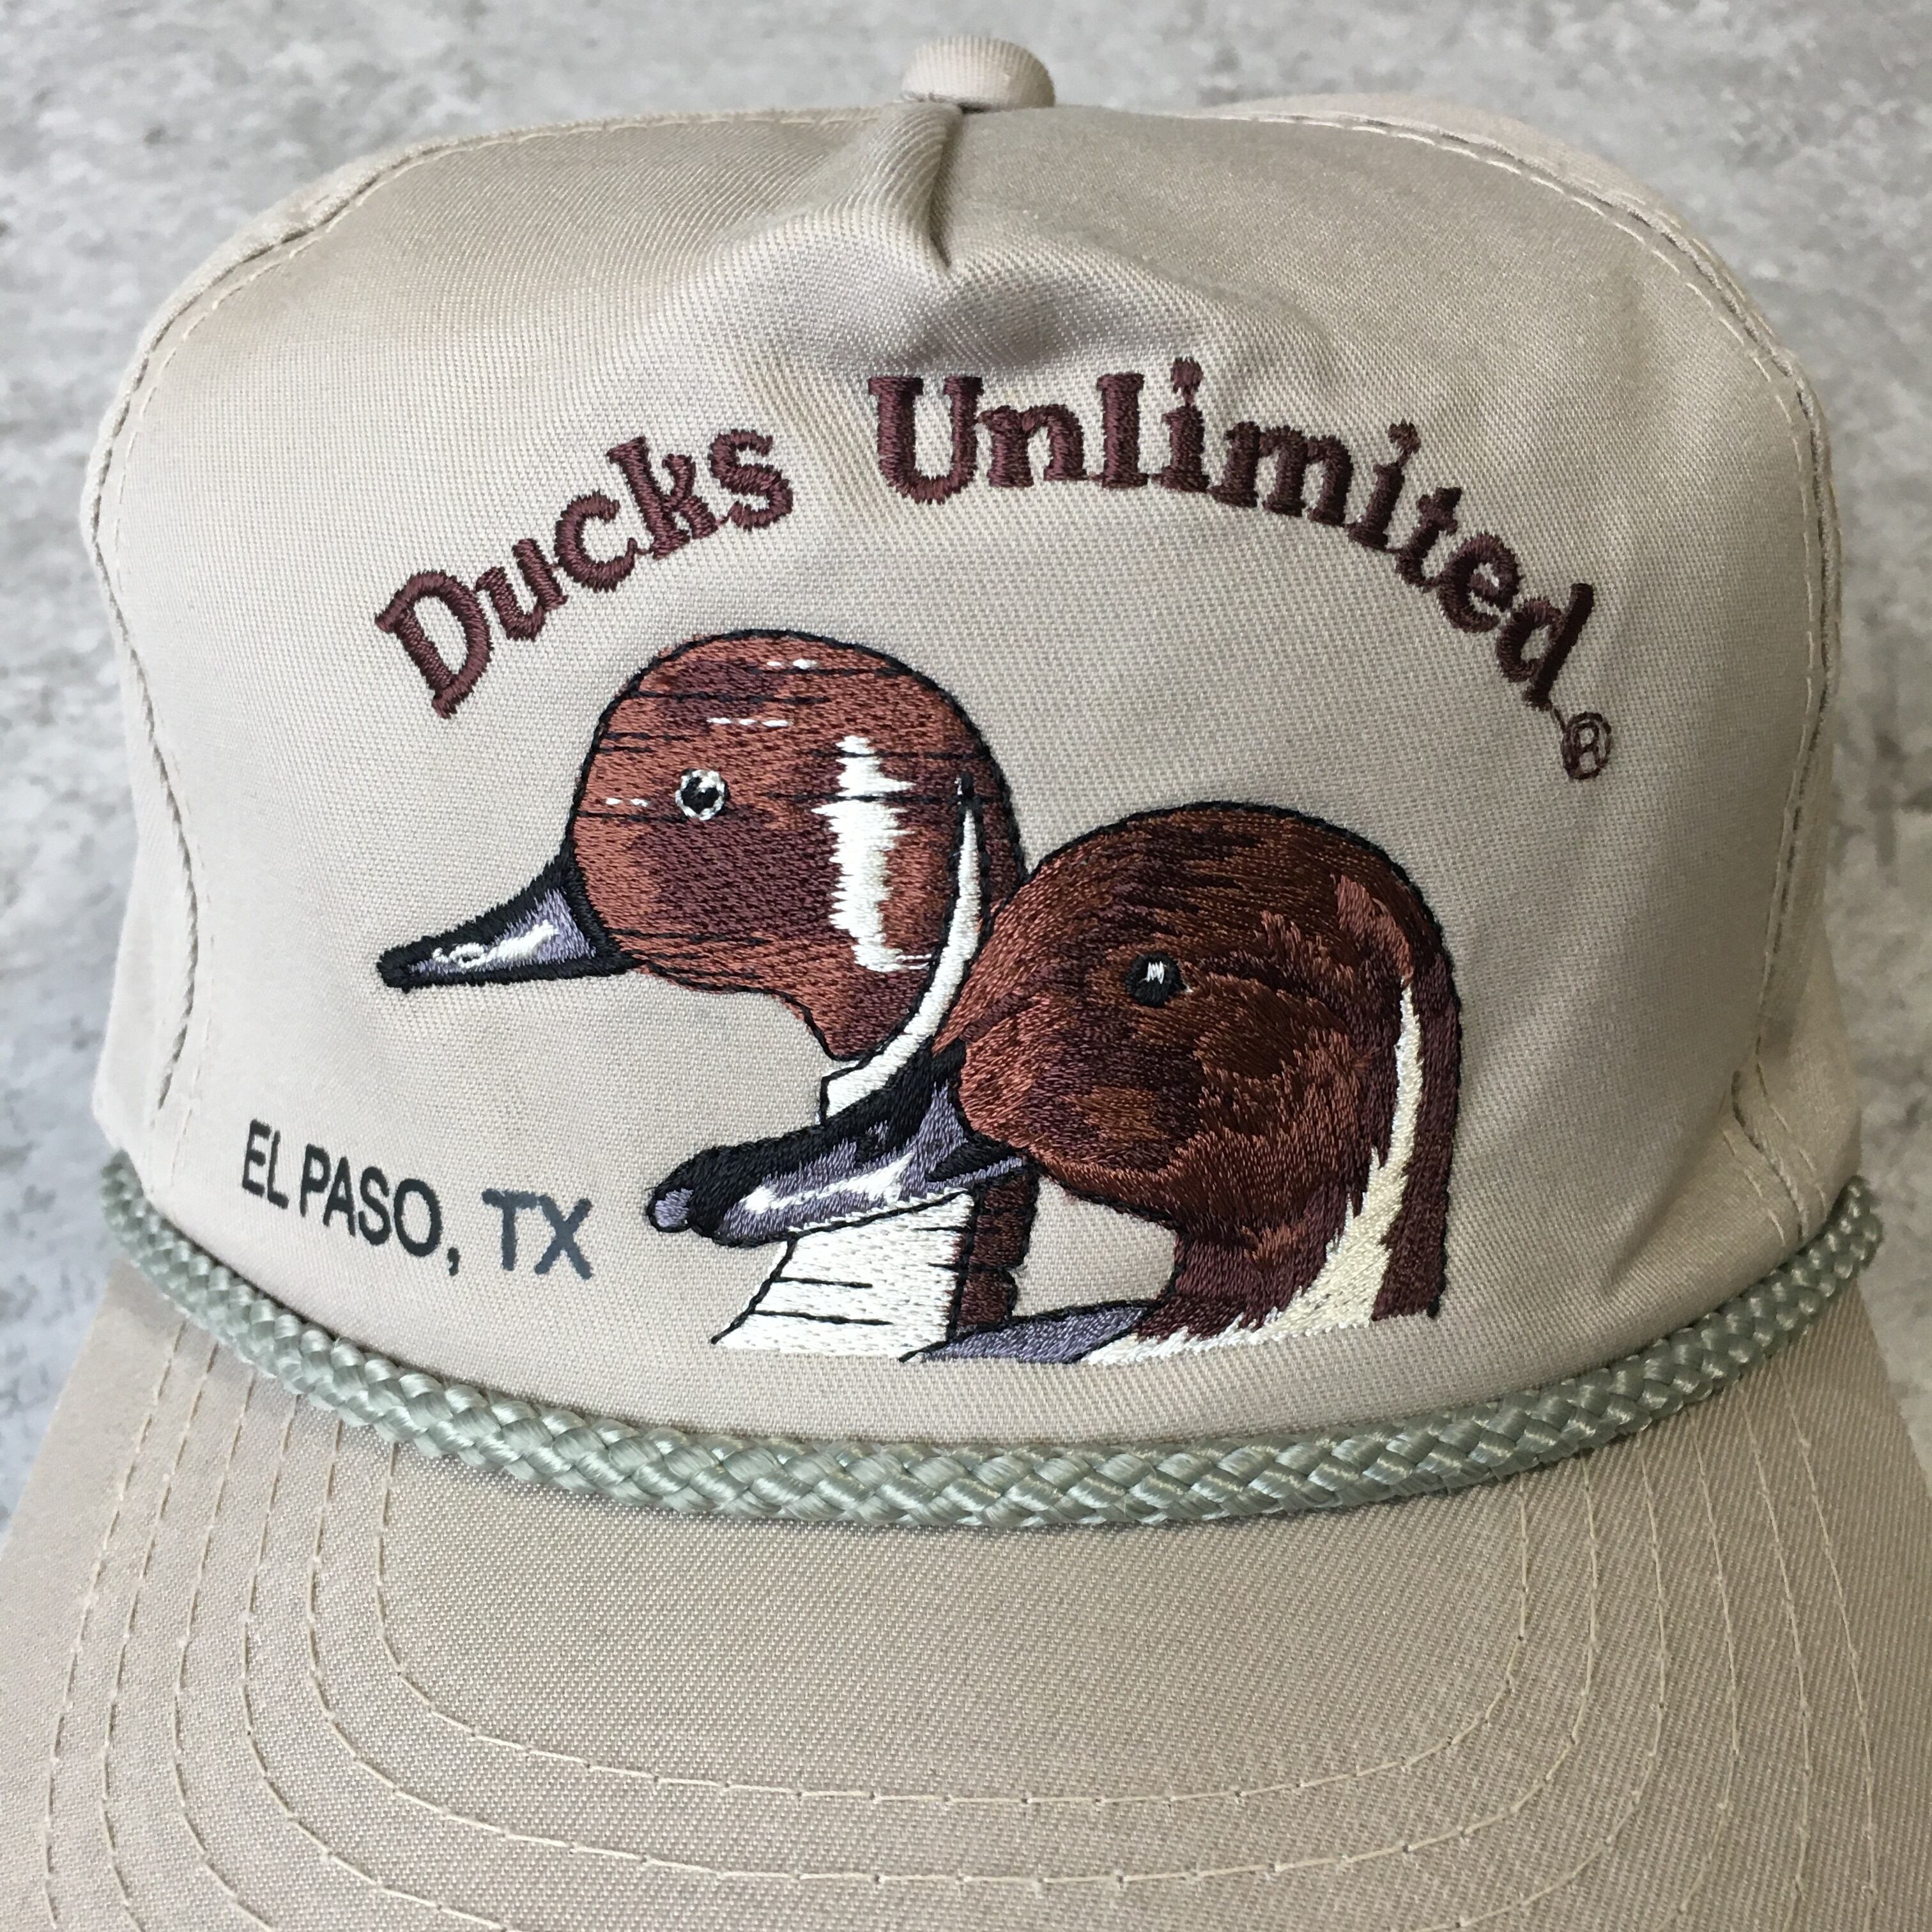 Ducks Unlimited®
EL PASO, TX